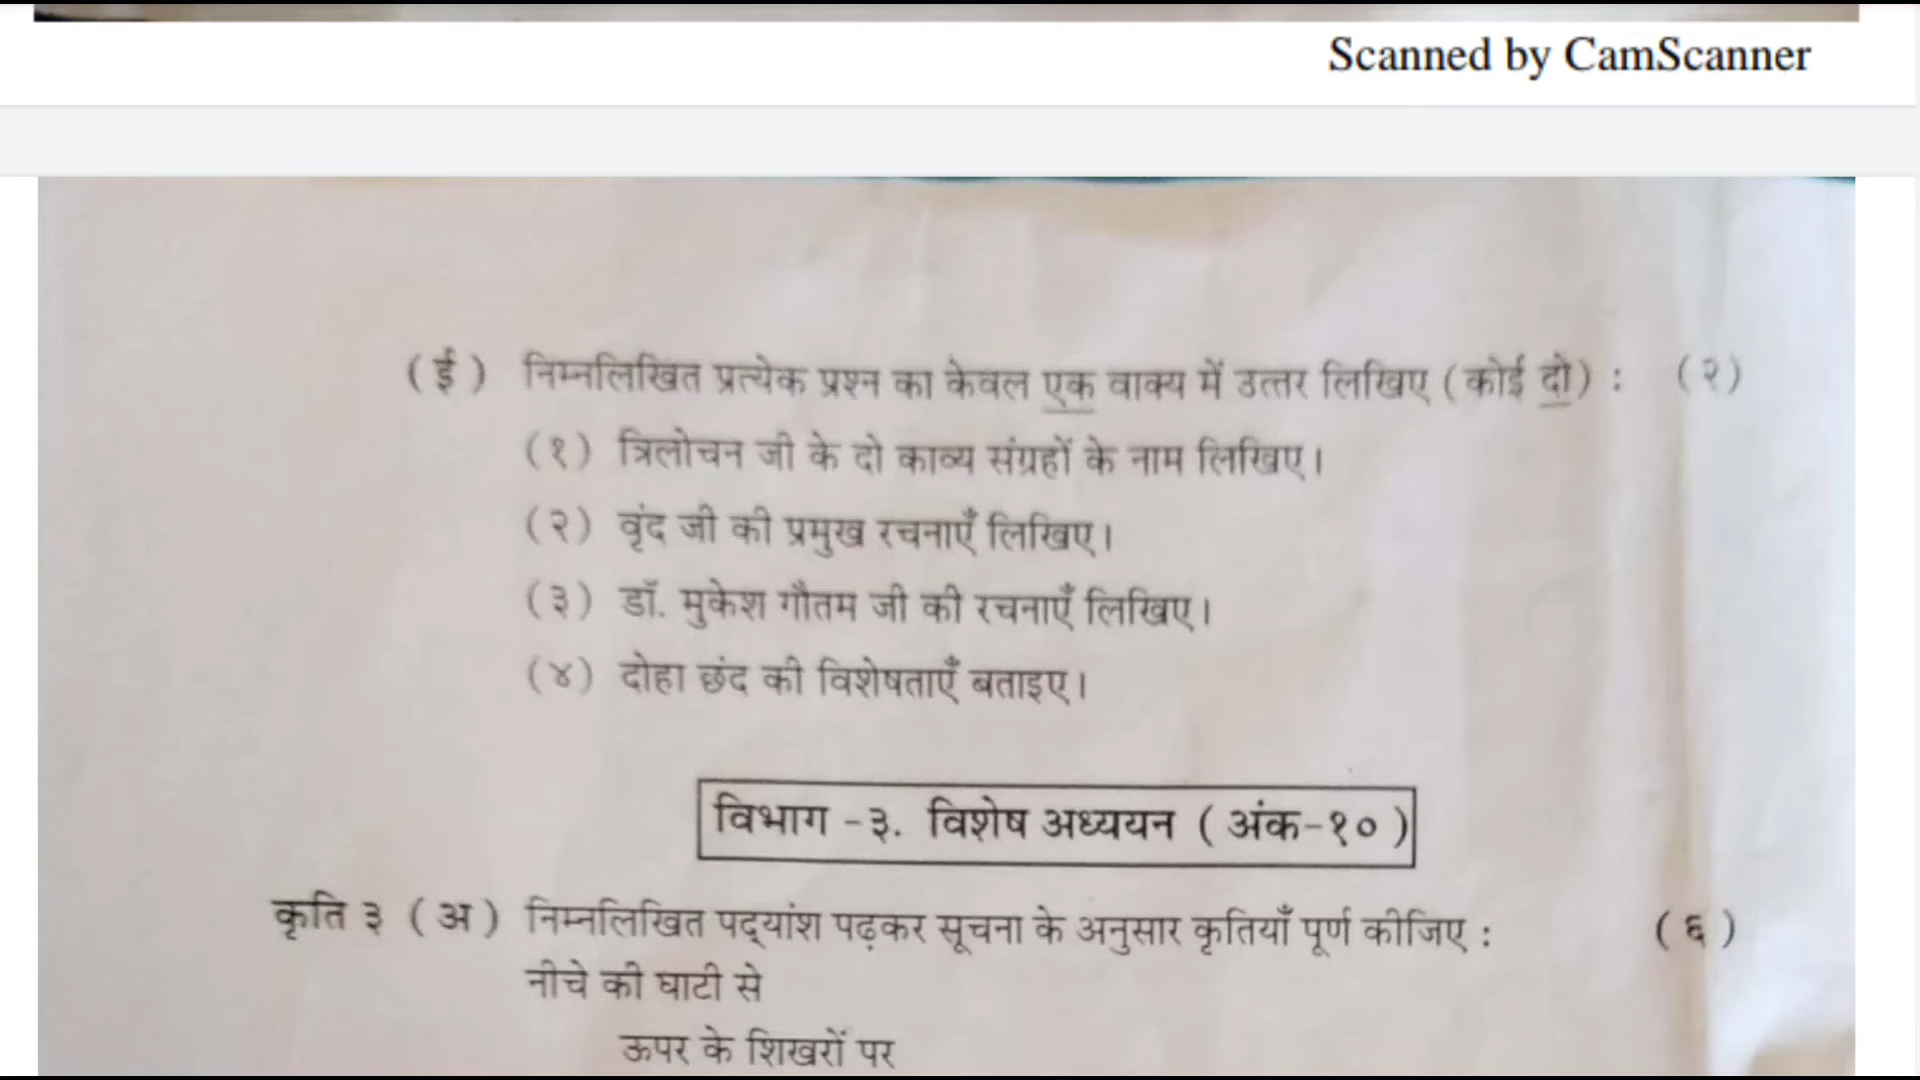 Scanned by CamScanner
(ई) निम्नलिखित प्रत्येक प्रश्न का केवल एक वाक्य में उत्तर लिखिए (कोई दो) : (२)
(१) त्रिलोचन जी के दो काव्य संग्रहों के नाम लिखिए।
(२) वृंद जी की प्रमुख रचनाएँ लिखिए।
(३) डॉ. मुकेश गौतम जी की रचनाएँ लिखिए।
(४) दोहा छंद की विशेषताएँ बताइए।
विभाग -३. विशेष अध्ययन (अंक-१०)
कृति ३ (अ) निम्नलिखित पद्‌यांश पढ़कर सूचना के अनुसार कृतियाँ पूर्ण कीजिए : (६)
नीचे की घाटी से
ऊपर के शिखरों पर